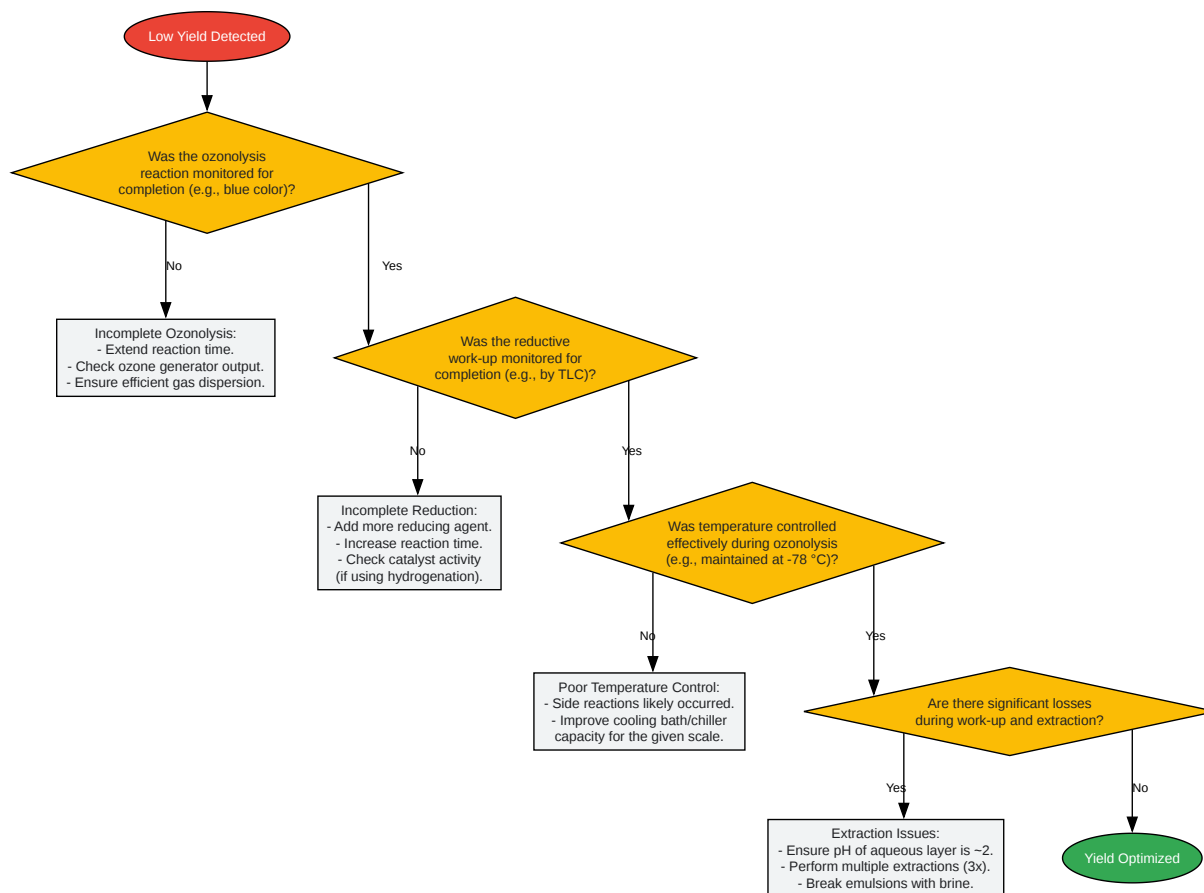 Low Yield Detected
Was the ozonolysis
reaction monitored for
completion (e.g., blue color)?
No
Yes
Incomplete Ozonolysis:
- Extend reaction time.
- Check ozone generator output.
- Ensure efficient gas dispersion.
Was the reductive
work-up monitored for
completion (e.g., by TLC)?
No
Yes
Incomplete Reduction:
- Add more reducing agent.
- Increase reaction time.
- Check catalyst activity
(if using hydrogenation).
Was temperature controlled
effectively during ozonolysis
(e.g., maintained at -78 °C)?
No
Yes
Poor Temperature Control:
- Side reactions likely occurred.
- Improve cooling bath/chiller
capacity for the given scale.
Are there significant losses
during work-up and extraction?
Yes
No
Extraction Issues:
- Ensure pH of aqueous layer is ~2.
- Perform multiple extractions (3x).
- Break emulsions with brine.
Yield Optimized